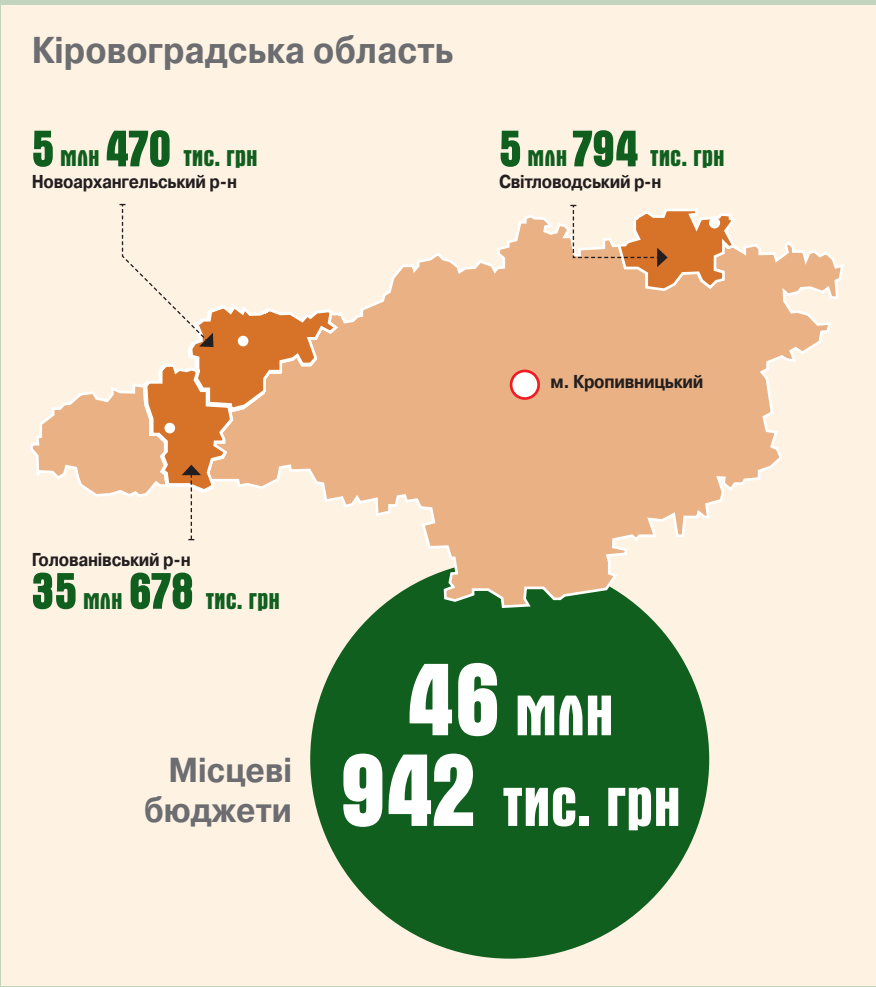 Кіровоградська область
5 млн 470 тис. грн
Новоархангельський р-н
5 млн 794 тис. грн
Світловодський р-н
м. Кропивницький
Голованівський р-н
35 млн 678 тис. грн
46 млн
942 тис. грн
Місцеві
бюджети